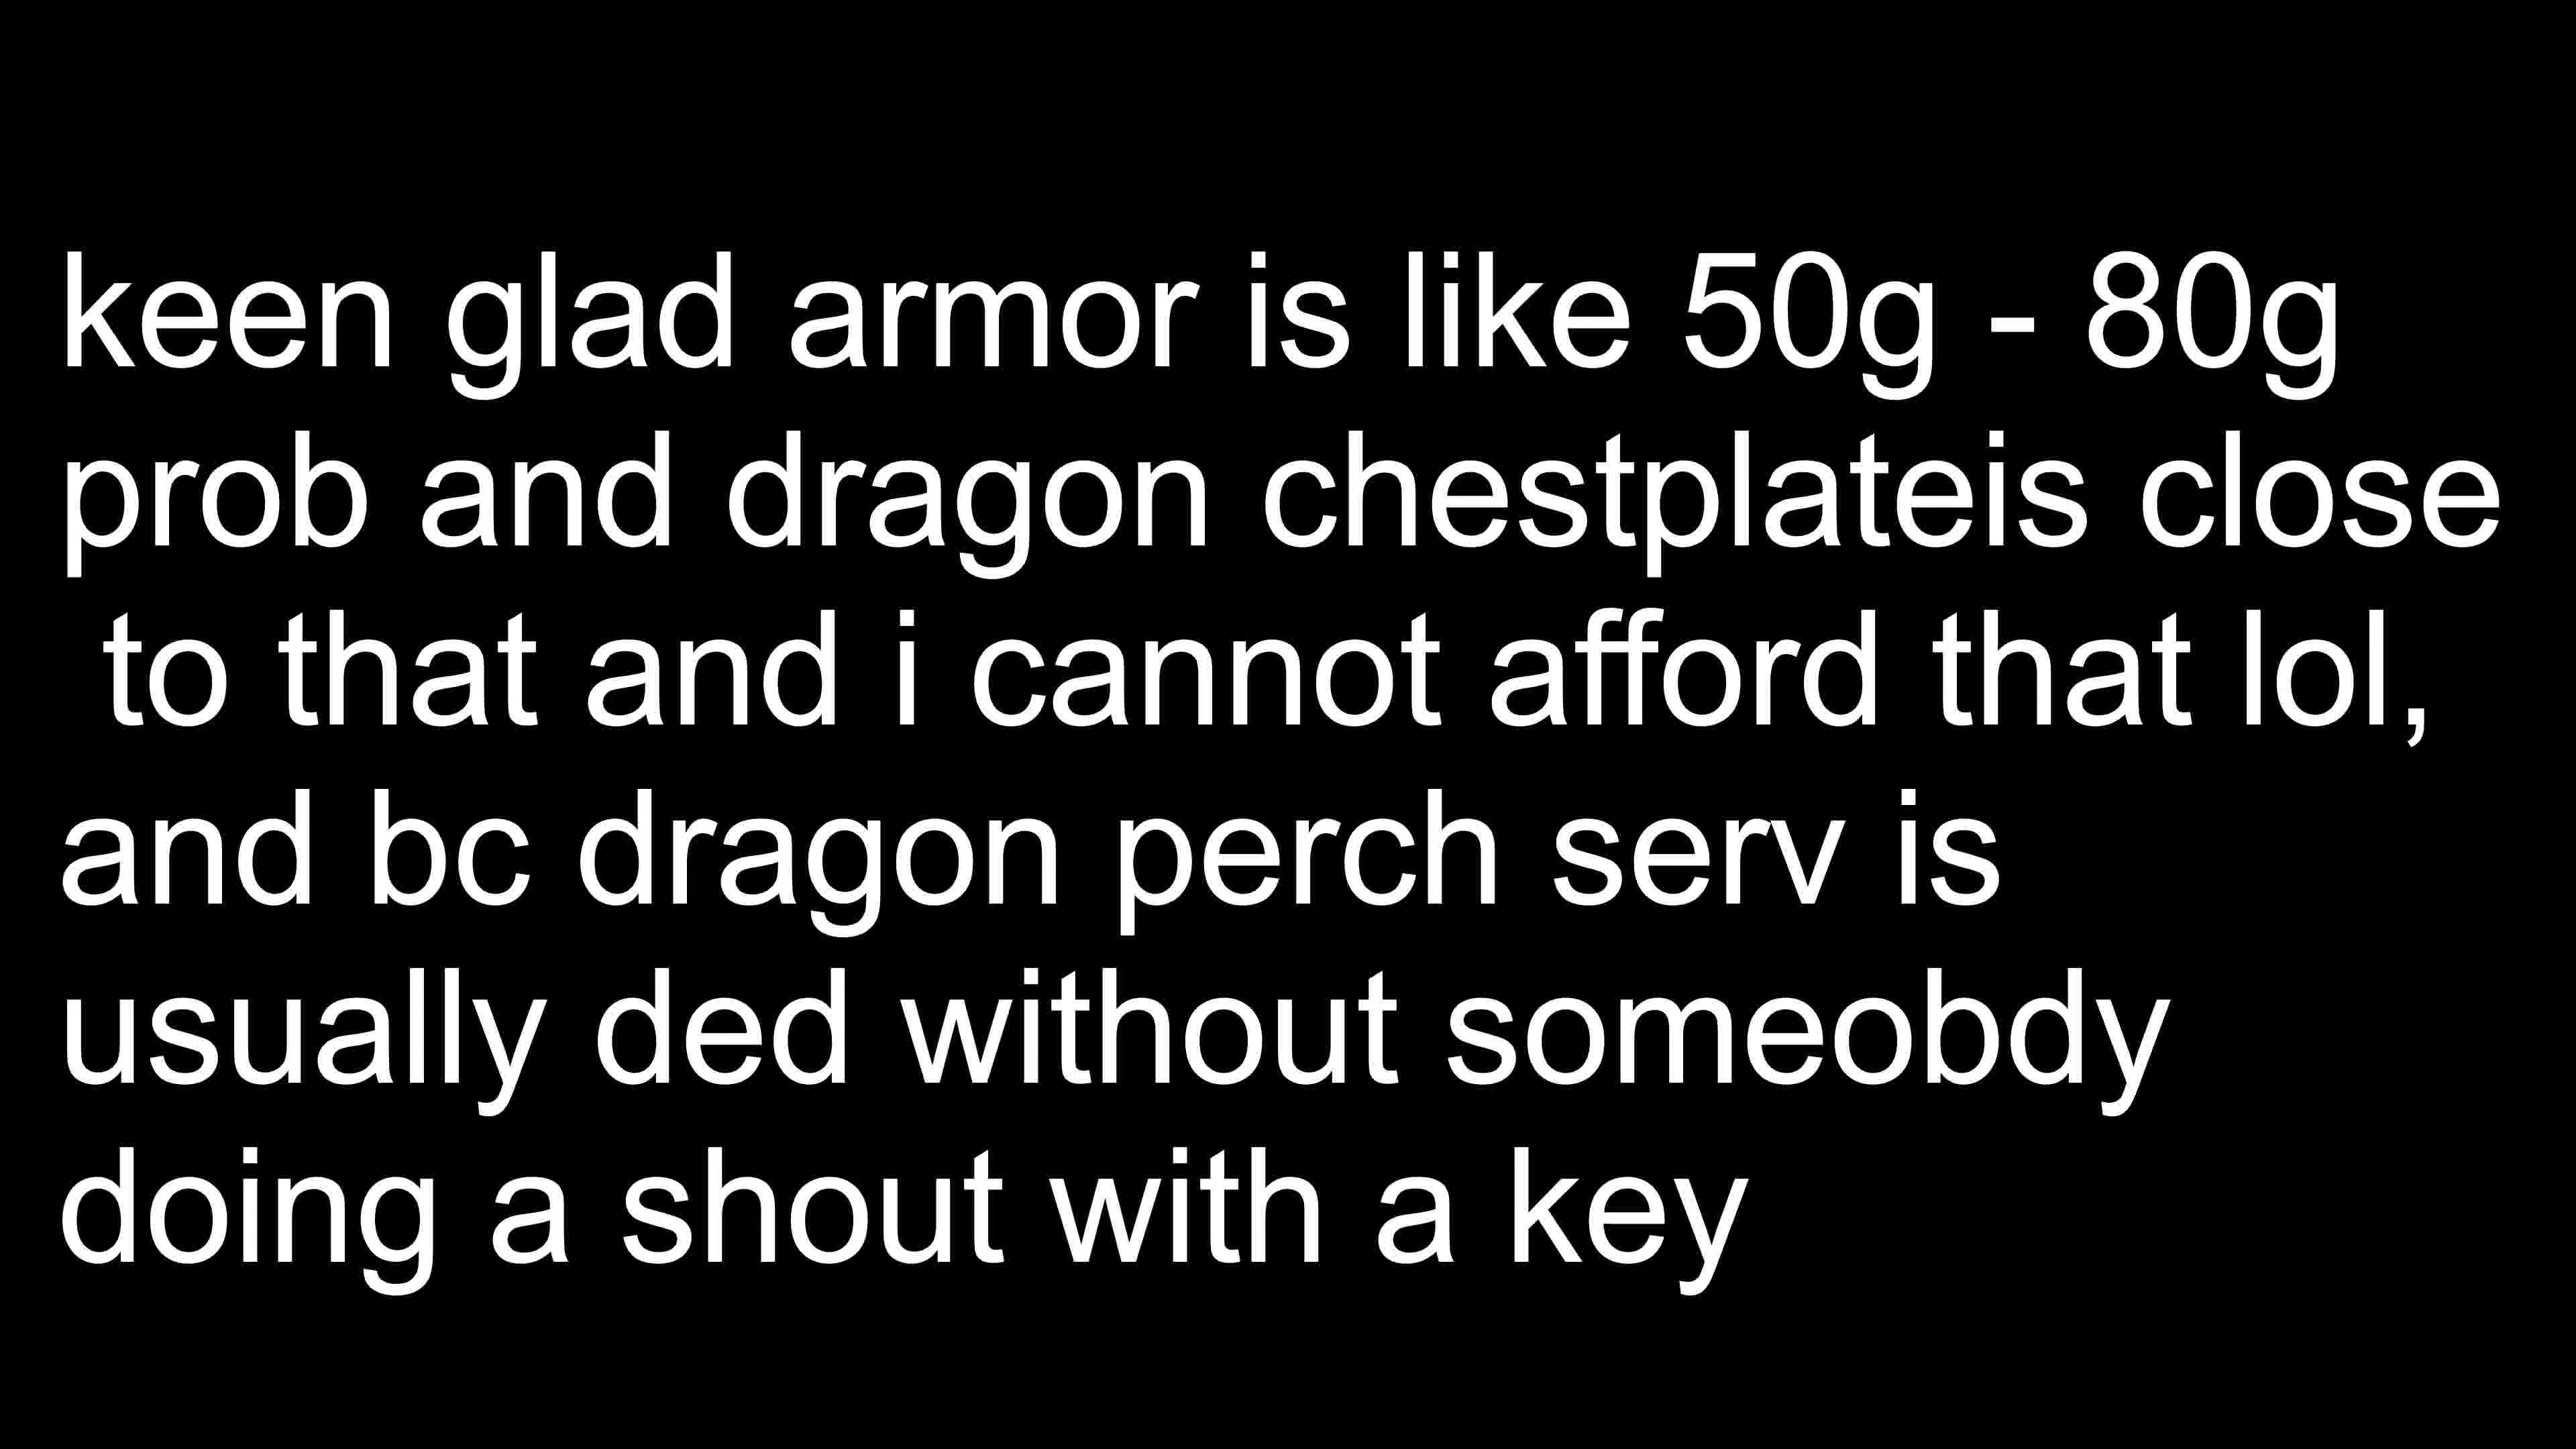 keen glad armor is like 50g - 80g
prob and dragon chestplateis close
to that and i cannot afford that lol,
and bc dragon perch serv is
usually ded without someobdy
doing a shout with a key